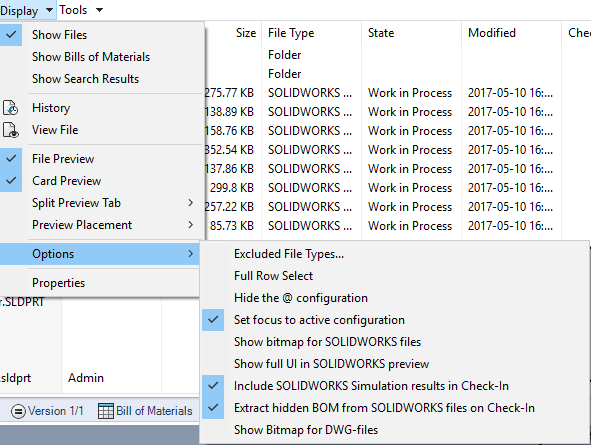 Display Tools
Show Files
Show Bills of Materials
Show Search Results
History
View File
File Preview
Card Preview
Split Preview Tab
Preview Placement
Options
Properties
Size File Type State Modified Che
Folder
Folder
275.77 KB SOLIDWORKS ... Work in Process 2017-05-10 16:...
138.89 KB SOLIDWORKS ... Work in Process 2017-05-10 16:...
158.76 KB SOLIDWORKS ... Work in Process 2017-05-10 16:...
352.54 KB SOLIDWORKS ... Work in Process 2017-05-10 16:...
137.86 KB SOLIDWORKS ... Work in Process 2017-05-10 16:...
299.8 KB SOLIDWORKS ... Work in Process 2017-05-10 16:...
257.22 KB SOLIDWORKS ... Work in Process 2017-05-10 16:...
85.73 KB SOLIDWORKS ... Work in Process 2017-05-10 16:...
Excluded File Types...
Full Row Select
Hide the @ configuration
Set focus to active configuration
Show bitmap for SOLIDWORKS files
Show full UI in SOLIDWORKS preview
Include SOLIDWORKS Simulation results in Check-In
Extract hidden BOM from SOLIDWORKS files on Check-In
Show Bitmap for DWG-files
r.SLDPRT
.sldprt Admin
Version 1/1 Bill of Materials